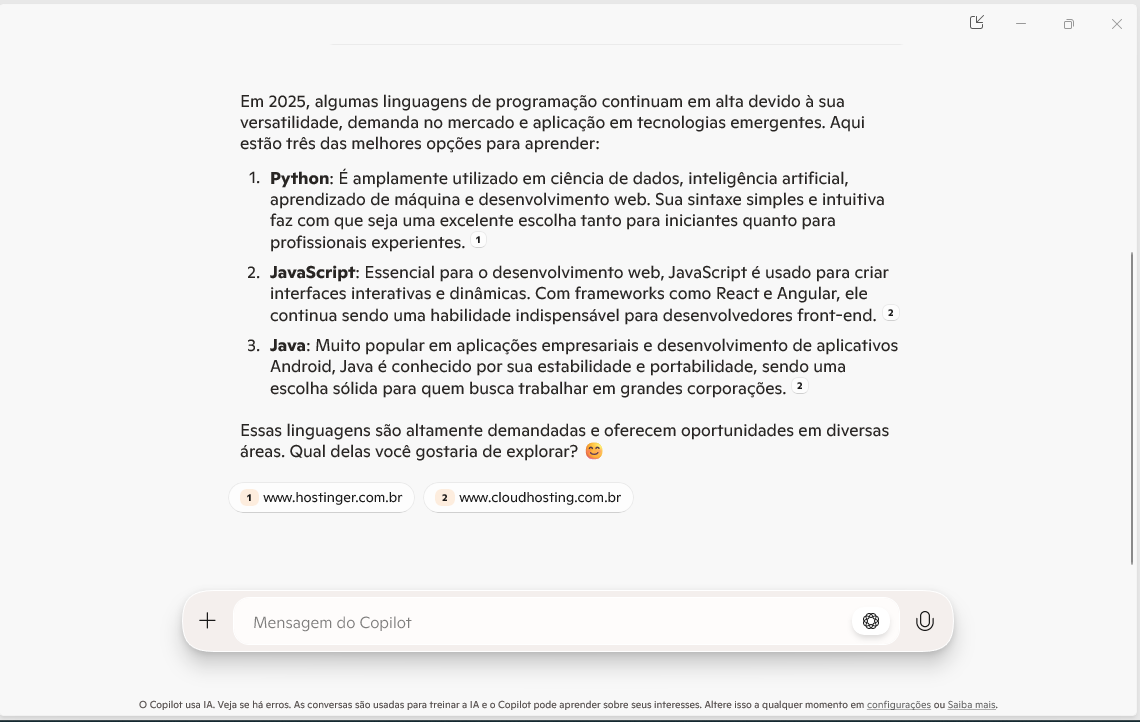 Em 2025, algumas linguagens de programação continuam em alta devido à sua
versatilidade, demanda no mercado e aplicação em tecnologias emergentes. Aqui
estão três das melhores opções para aprender:
1. Python: É amplamente utilizado em ciência de dados, inteligência artificial,
aprendizado de máquina e desenvolvimento web. Sua sintaxe simples e intuitiva
faz com que seja uma excelente escolha tanto para iniciantes quanto para
profissionais experientes. 1
2. JavaScript: Essencial para o desenvolvimento web, JavaScript é usado para criar
interfaces interativas e dinâmicas. Com frameworks como React e Angular, ele
continua sendo uma habilidade indispensável para desenvolvedores front-end. 2
3. Java: Muito popular em aplicações empresariais e desenvolvimento de aplicativos
Android, Java é conhecido por sua estabilidade e portabilidade, sendo uma
escolha sólida para quem busca trabalhar em grandes corporações. 2
Essas linguagens são altamente demandadas e oferecem oportunidades em diversas
áreas. Qual delas você gostaria de explorar? 😊
1 www.hostinger.com.br 2 www.cloudhosting.com.br
Mensagem do Copilot
O Copilot usa IA. Veja se há erros. As conversas são usadas para treinar a IA e o Copilot pode aprender sobre seus interesses. Altere isso a qualquer momento em configurações ou Saiba mais.